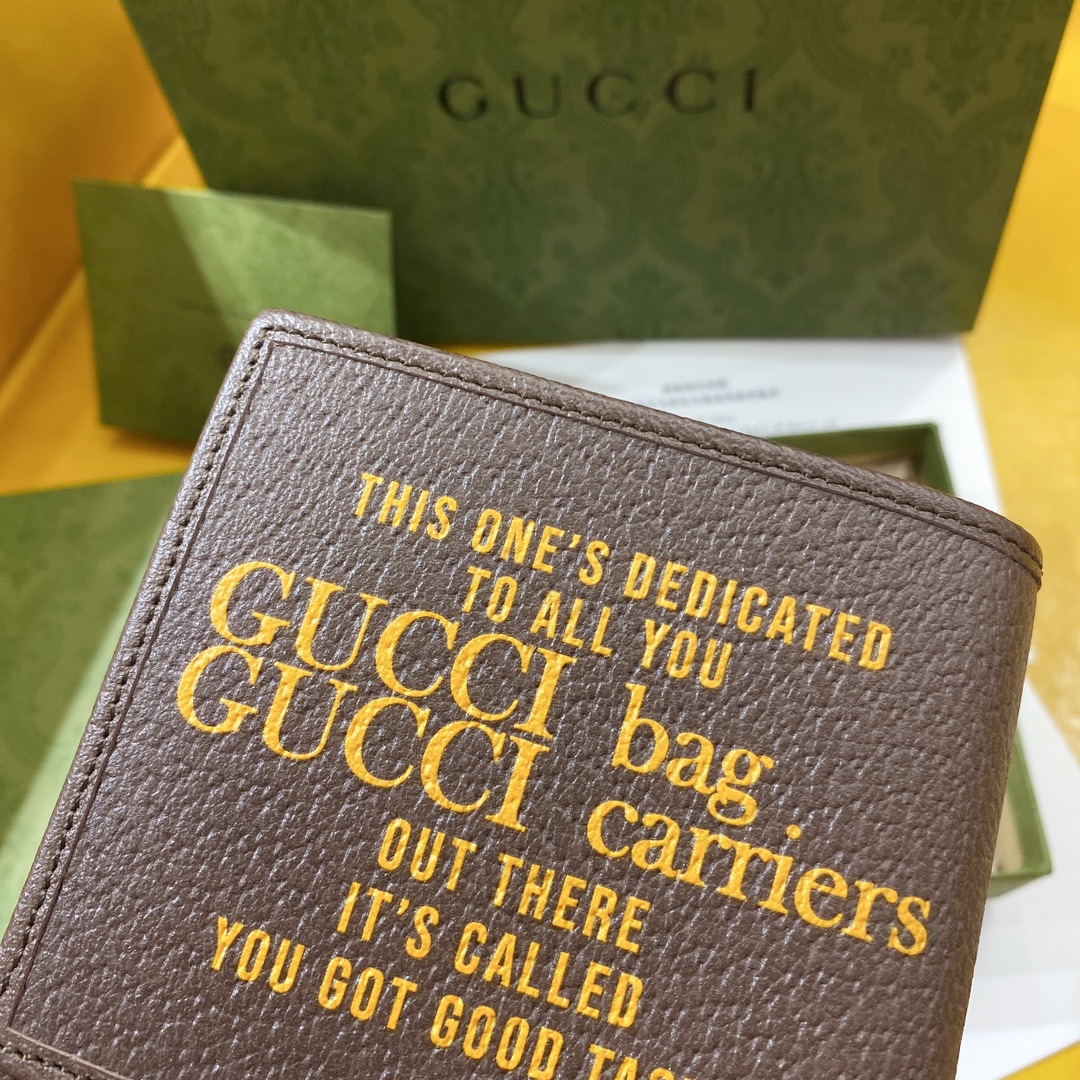 GUCCI
THIS ONE'S DEDICATED
TO ALL YOU
GUCCI bag
GUCCI carriers
OUT THERE
IT'S CALLED
YOU GOT GOOD